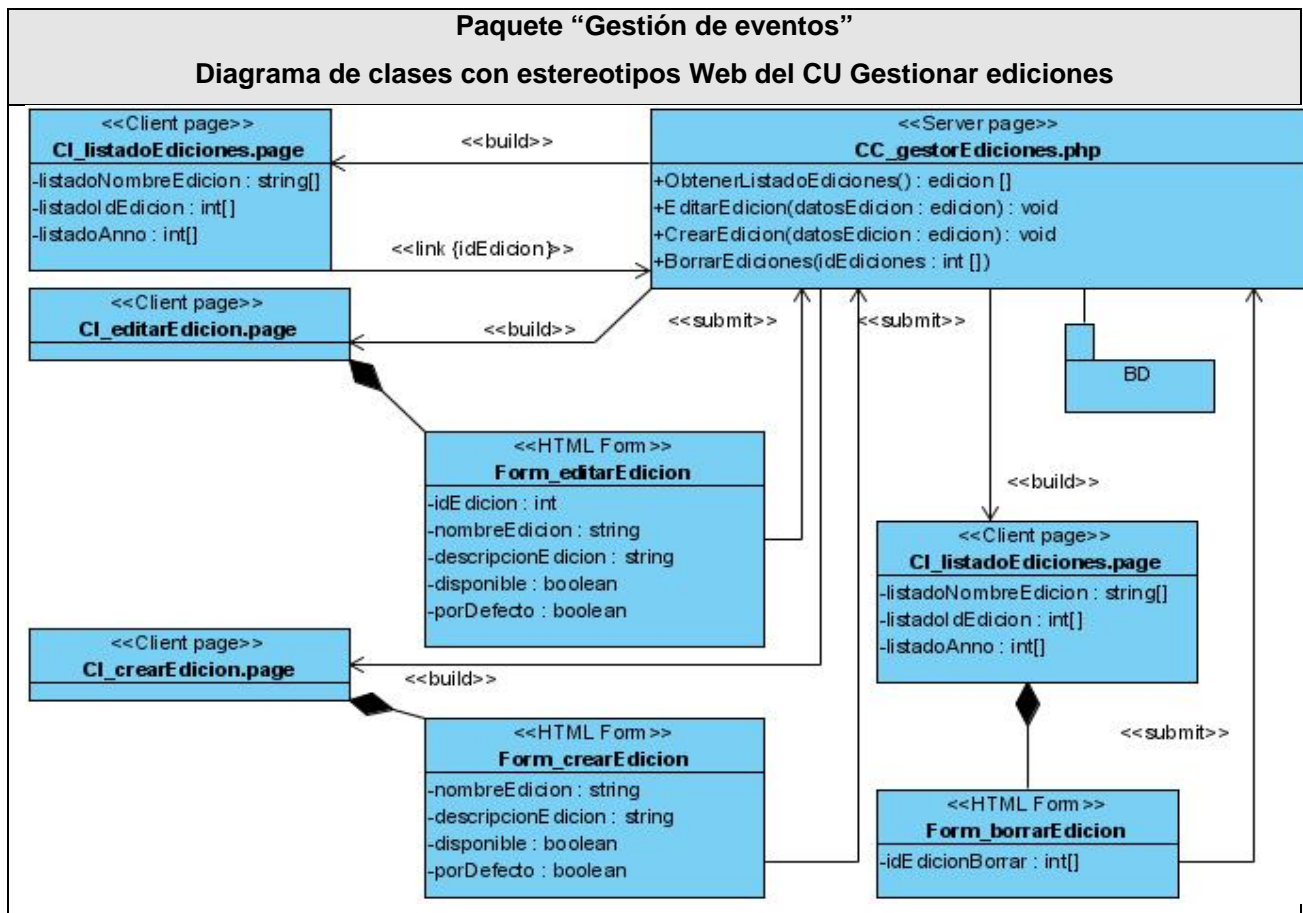 Paquete “Gestión de eventos”
Diagrama de clases con estereotipos Web del CU Gestionar ediciones
<<Client page>>
CI_listadoEdiciones.page
-listadoNombreEdicion : string[]
-listadoIdEdicion : int[]
-listadoAnno : int[]
<<build>>
<<link {idEdicion}>>
<<Server page>>
CC_gestorEdiciones.php
+ObtenerListadoEdiciones() : edicion []
+EditarEdicion(datosEdicion : edicion) : void
+CrearEdicion(datosEdicion : edicion) : void
+BorrarEdiciones(idEdiciones : int [])
<<Client page>>
CI_editarEdicion.page
<<build>>
<<submit>>
<<submit>>
BD
<<HTML Form>>
Form_editarEdicion
-idEdicion : int
-nombreEdicion : string
-descripcionEdicion : string
-disponible : boolean
-porDefecto : boolean
<<build>>
<<Client page>>
CI_listadoEdiciones.page
-listadoNombreEdicion : string[]
-listadoIdEdicion : int[]
-listadoAnno : int[]
<<Client page>>
CI_crearEdicion.page
<<build>>
<<HTML Form>>
Form_crearEdicion
-nombreEdicion : string
-descripcionEdicion : string
-disponible : boolean
-porDefecto : boolean
<<submit>>
<<HTML Form>>
Form_borrarEdicion
-idEdicionBorrar : int[]